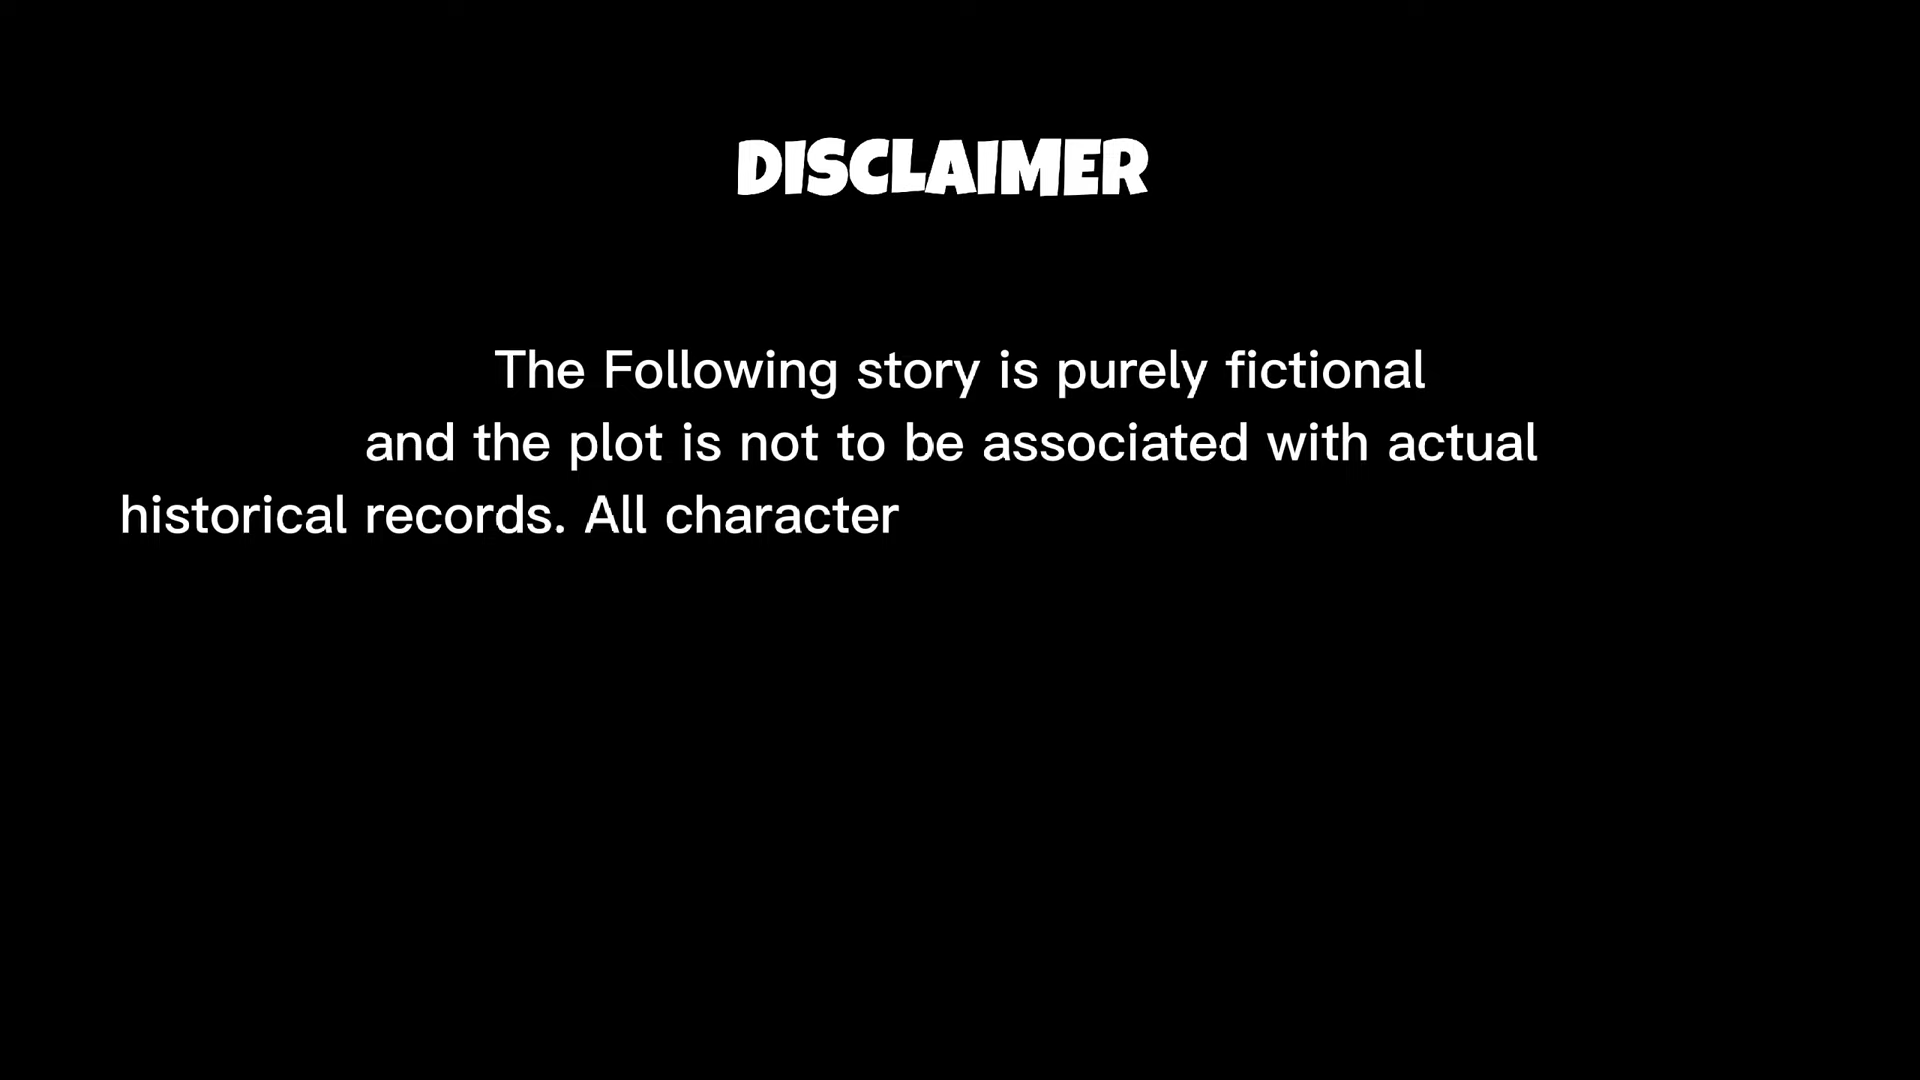 DISCLAIMER
The Following story is purely fictional
and the plot is not to be associated with actual
historical records. All character